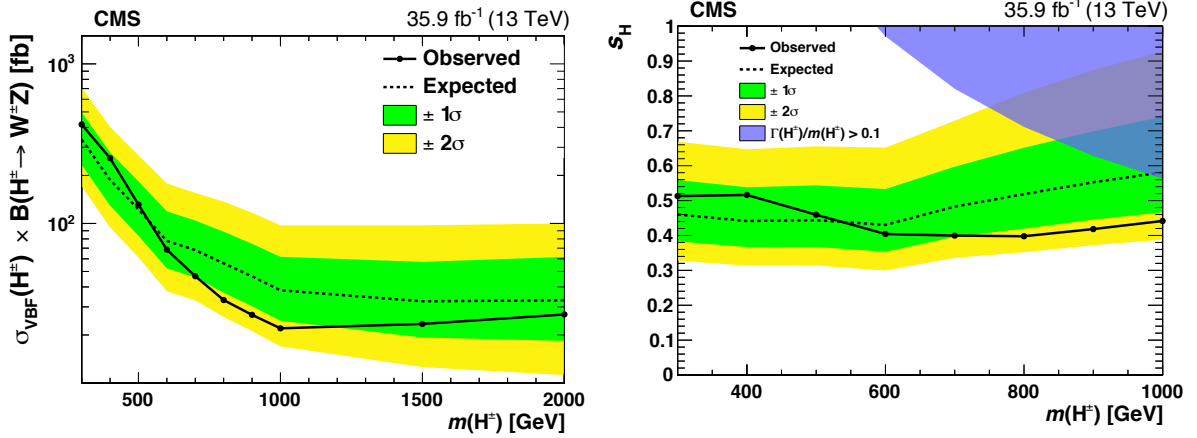 CMS 35.9 fb⁻¹ (13 TeV)
σVBF(H±) × B(H± → W±Z) [fb]
10³
10²
Observed
Expected
± 1σ
± 2σ
500 1000 1500 2000
m(H±) [GeV]
CMS 35.9 fb⁻¹ (13 TeV)
sH
1
0.9
0.8
0.7
0.6
0.5
0.4
0.3
0.2
0.1
0
Observed
Expected
± 1σ
± 2σ
Γ(H±)/m(H±) > 0.1
400 600 800 1000
m(H±) [GeV]